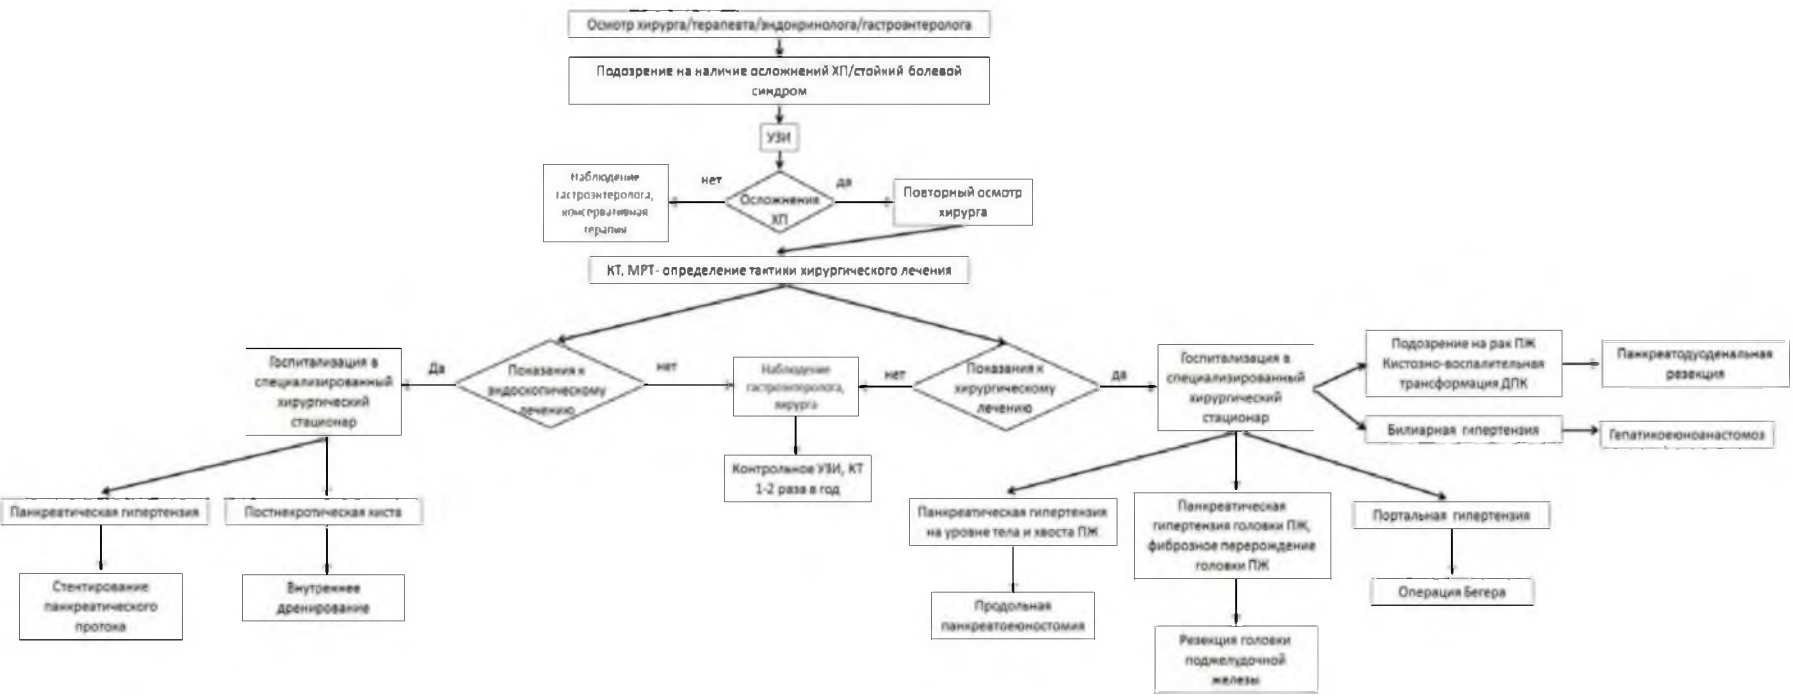 Осмотр хирурга/терапевта/эндокринолога/гастроэнтеролога
Подозрение на наличие осложнений ХП/стойкий болевой
синдром
УЗИ
Наблюдение
гастроэнтеролога,
консервативная
терапия
нет
Осложнения
ХП
да
Повторный осмотр
хирурга
КТ, МРТ- определение тактики хирургического лечения
Госпитализация в
специализированный
хирургический
стационар
Да
Показания к
эндоскопическому
лечению
нет
Наблюдение
гастроэнтеролога,
хирурга
нет
Показания к
хирургическому
лечению
да
Госпитализация в
специализированный
хирургический
стационар
Подозрение на рак ПЖ
Кистозно-воспалительная
трансформация ДПК
Панкреатодуоденальная
резекция
Билиарная гипертензия
Гепатикоеюноанастомоз
Контрольное УЗИ, КТ
1-2 раза в год
Панкреатическая гипертензия
Постнекротическая киста
Панкреатическая гипертензия
на уровне тела и хвоста ПЖ
Панкреатическая
гипертензия головки ПЖ,
фиброзное перерождение
головки ПЖ
Портальная гипертензия
Стентирование
панкреатического
протока
Внутреннее
дренирование
Продольная
панкреатоеюностомия
Операция Бегера
Резекция головки
поджелудочной
железы